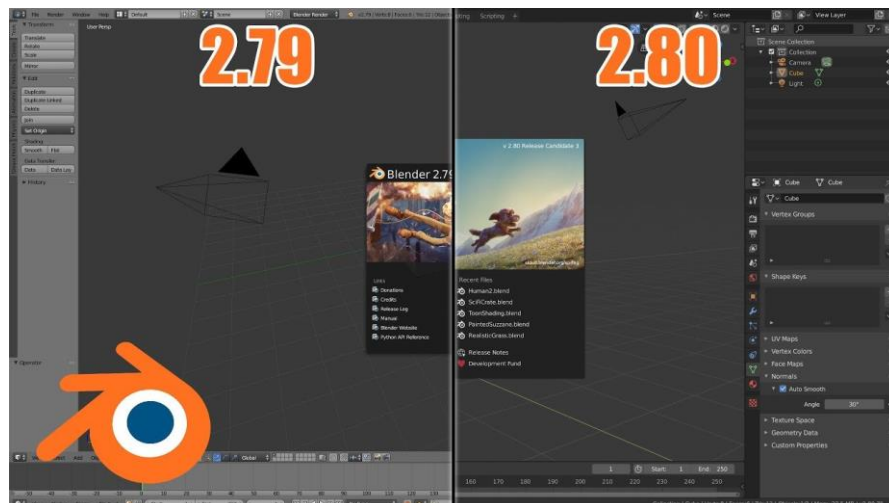 File Render Window Help Default Scene Blender Render
Scripting +
Scene
View Layer
2.79
2.80
Transform
Translate
Rotate
Scale
Mirror
Edit
Duplicate
Duplicate Linked
Delete
Join
Set Origin
Shading:
Smooth Flat
Data Transfer:
Data Data Lay
History
Operator
User Persp
Blender 2.79
Links
Donations
Credits
Release Log
Manual
Blender Website
Python API Reference
Global
v 2.80 Release Candidate 1
Recent Files
Human2.blend
SciFiCrate.blend
ToonShading.blend
PaintedSuzanne.blend
RealisticGrass.blend
Release Notes
Development Fund
Scene Collection
Collection
Camera
Cube
Light
Cube Cube
Cube
Vertex Groups
Shape Keys
UV Maps
Vertex Colors
Face Maps
Normals
Auto Smooth
Angle 30°
Texture Space
Geometry Data
Custom Properties
1 Start: 1 End: 250
160 170 180 190 200 210 220 230 240 250